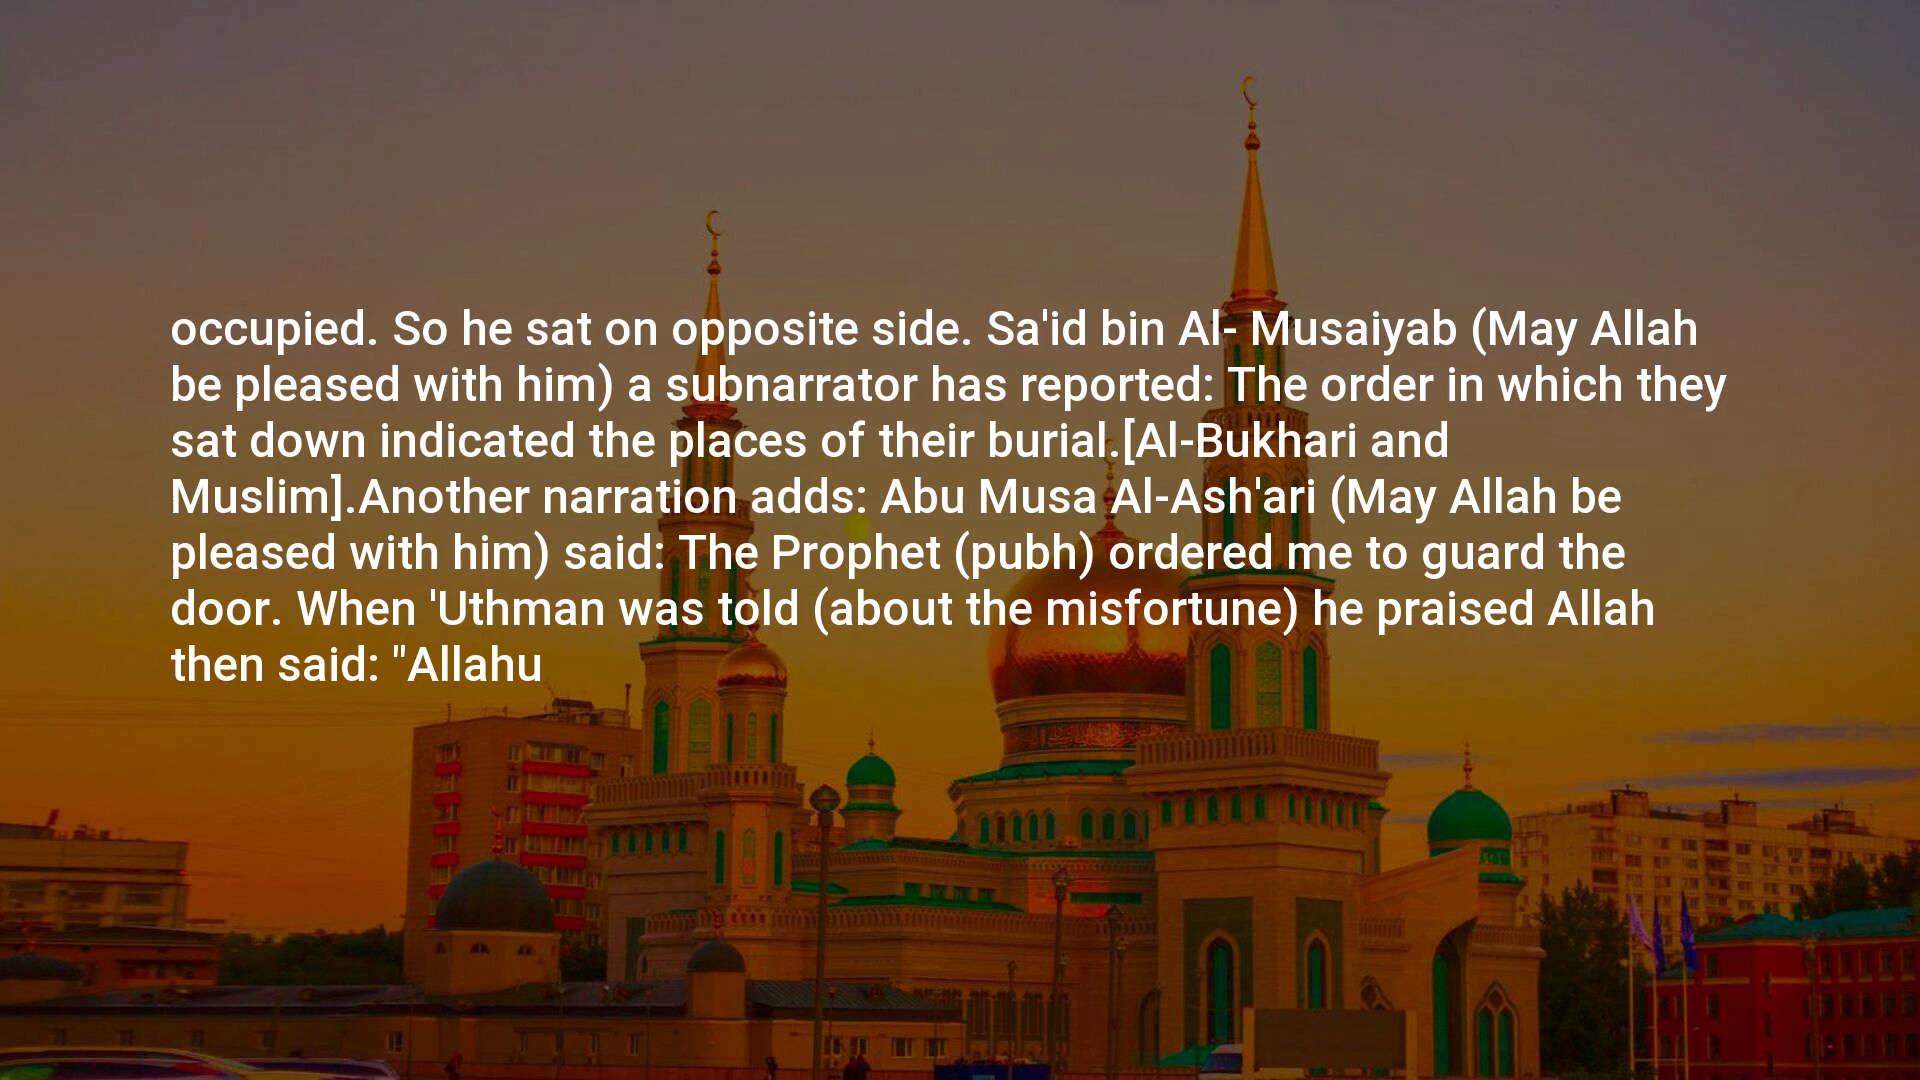 occupied. So he sat on opposite side. Sa'id bin Al- Musaiyab (May Allah
be pleased with him) a subnarrator has reported: The order in which they
sat down indicated the places of their burial.[Al-Bukhari and
Muslim].Another narration adds: Abu Musa Al-Ash'ari (May Allah be
pleased with him) said: The Prophet (pubh) ordered me to guard the
door. When 'Uthman was told (about the misfortune) he praised Allah
then said: "Allahu